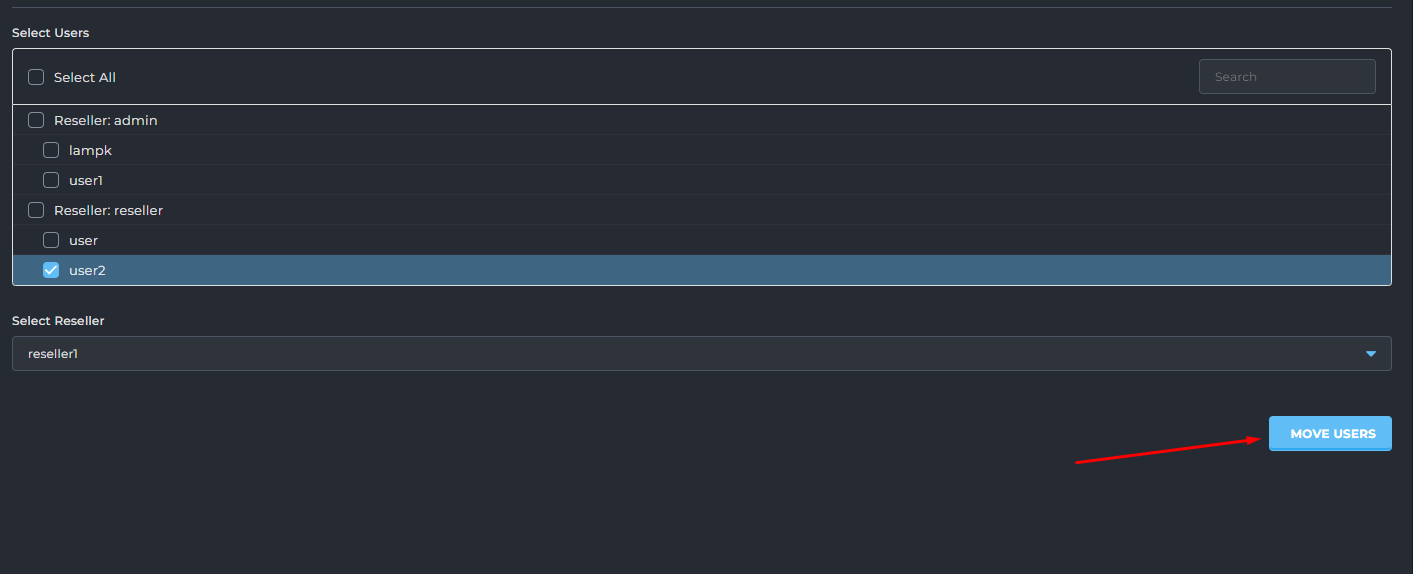 Select Users
Select All
Search
Reseller: admin
lampk
user1
Reseller: reseller
user
user2
Select Reseller
reseller1
MOVE USERS